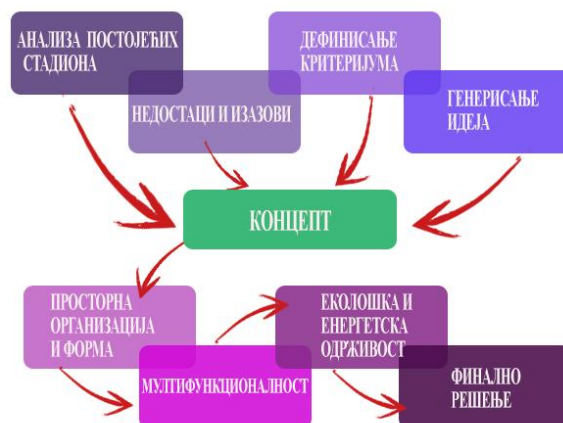 АНАЛИЗА ПОСТОЈЕЋИХ
СТАДИОНА
НЕДОСТАЦИ И ИЗАЗОВИ
ДЕФИНИСАЊЕ
КРИТЕРИЈУМА
ГЕНЕРИСАЊЕ
ИДЕЈА
КОНЦЕПТ
ПРОСТОРНА
ОРГАНИЗАЦИЈА
И ФОРМА
МУЛТИФУНКЦИОНАЛНОСТ
ЕКОЛОШКА И
ЕНЕРГЕТСКА
ОДРЖИВОСТ
ФИНАЛНО
РЕШЕЊЕ